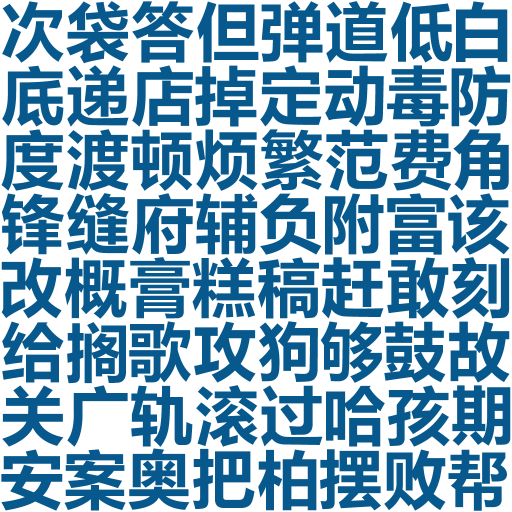 次袋答但弹道低白
底递店掉定动毒防
度渡顿烦繁范费角
锋缝府辅负附富该
改概膏糕稿赶敢刻
给搁歌攻狗够鼓故
关广轨滚过哈孩期
安案奥把柏摆败帮